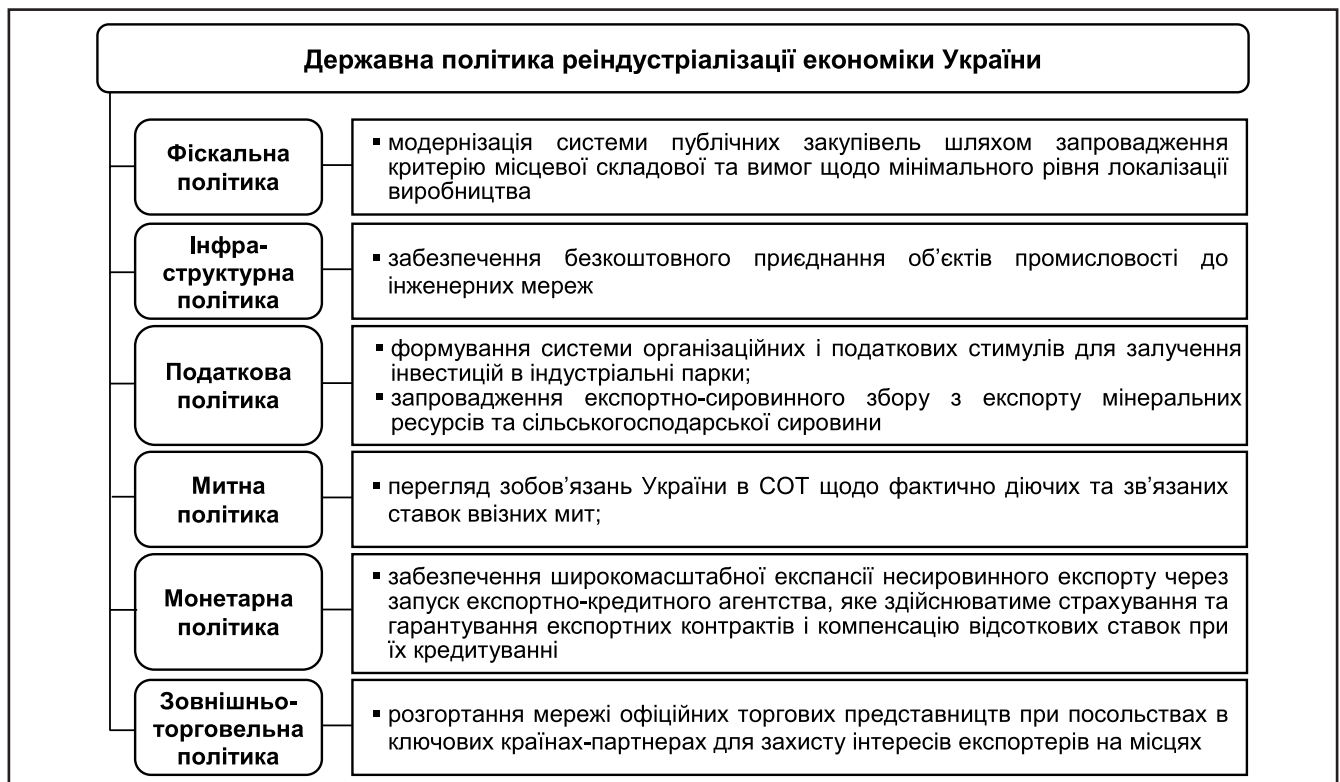 Державна політика реіндустріалізації економіки України
Фіскальна
політика
▪ модернізація системи публічних закупівель шляхом запровадження
критерію місцевої складової та вимог щодо мінімального рівня локалізації
виробництва
Інфра-
структурна
політика
▪ забезпечення безкоштовного приєднання об’єктів промисловості до
інженерних мереж
Податкова
політика
▪ формування системи організаційних і податкових стимулів для залучення
інвестицій в індустріальні парки;
▪ запровадження експортно-сировинного збору з експорту мінеральних
ресурсів та сільськогосподарської сировини
Митна
політика
▪ перегляд зобов’язань України в СОТ щодо фактично діючих та зв’язаних
ставок ввізних мит;
Монетарна
політика
▪ забезпечення широкомасштабної експансії несировинного експорту через
запуск експортно-кредитного агентства, яке здійснюватиме страхування та
гарантування експортних контрактів і компенсацію відсоткових ставок при
їх кредитуванні
Зовнішньо-
торговельна
політика
▪ розгортання мережі офіційних торгових представництв при посольствах в
ключових країнах-партнерах для захисту інтересів експортерів на місцях